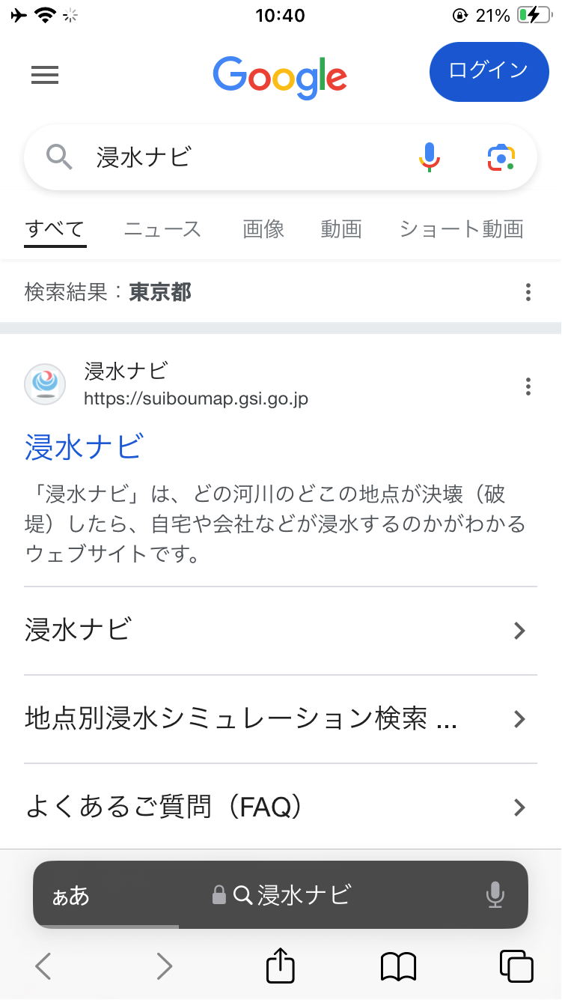 10:40
21%
Google
ログイン
浸水ナビ
すべて ニュース 画像 動画 ショート動画
検索結果：東京都
浸水ナビ
https://suiboumap.gsi.go.jp
浸水ナビ
「浸水ナビ」は、どの河川のどこの地点が決壊（破
堤）したら、自宅や会社などが浸水するのかがわかる
ウェブサイトです。
浸水ナビ
地点別浸水シミュレーション検索 ...
よくあるご質問（FAQ）
ぁあ 浸水ナビ